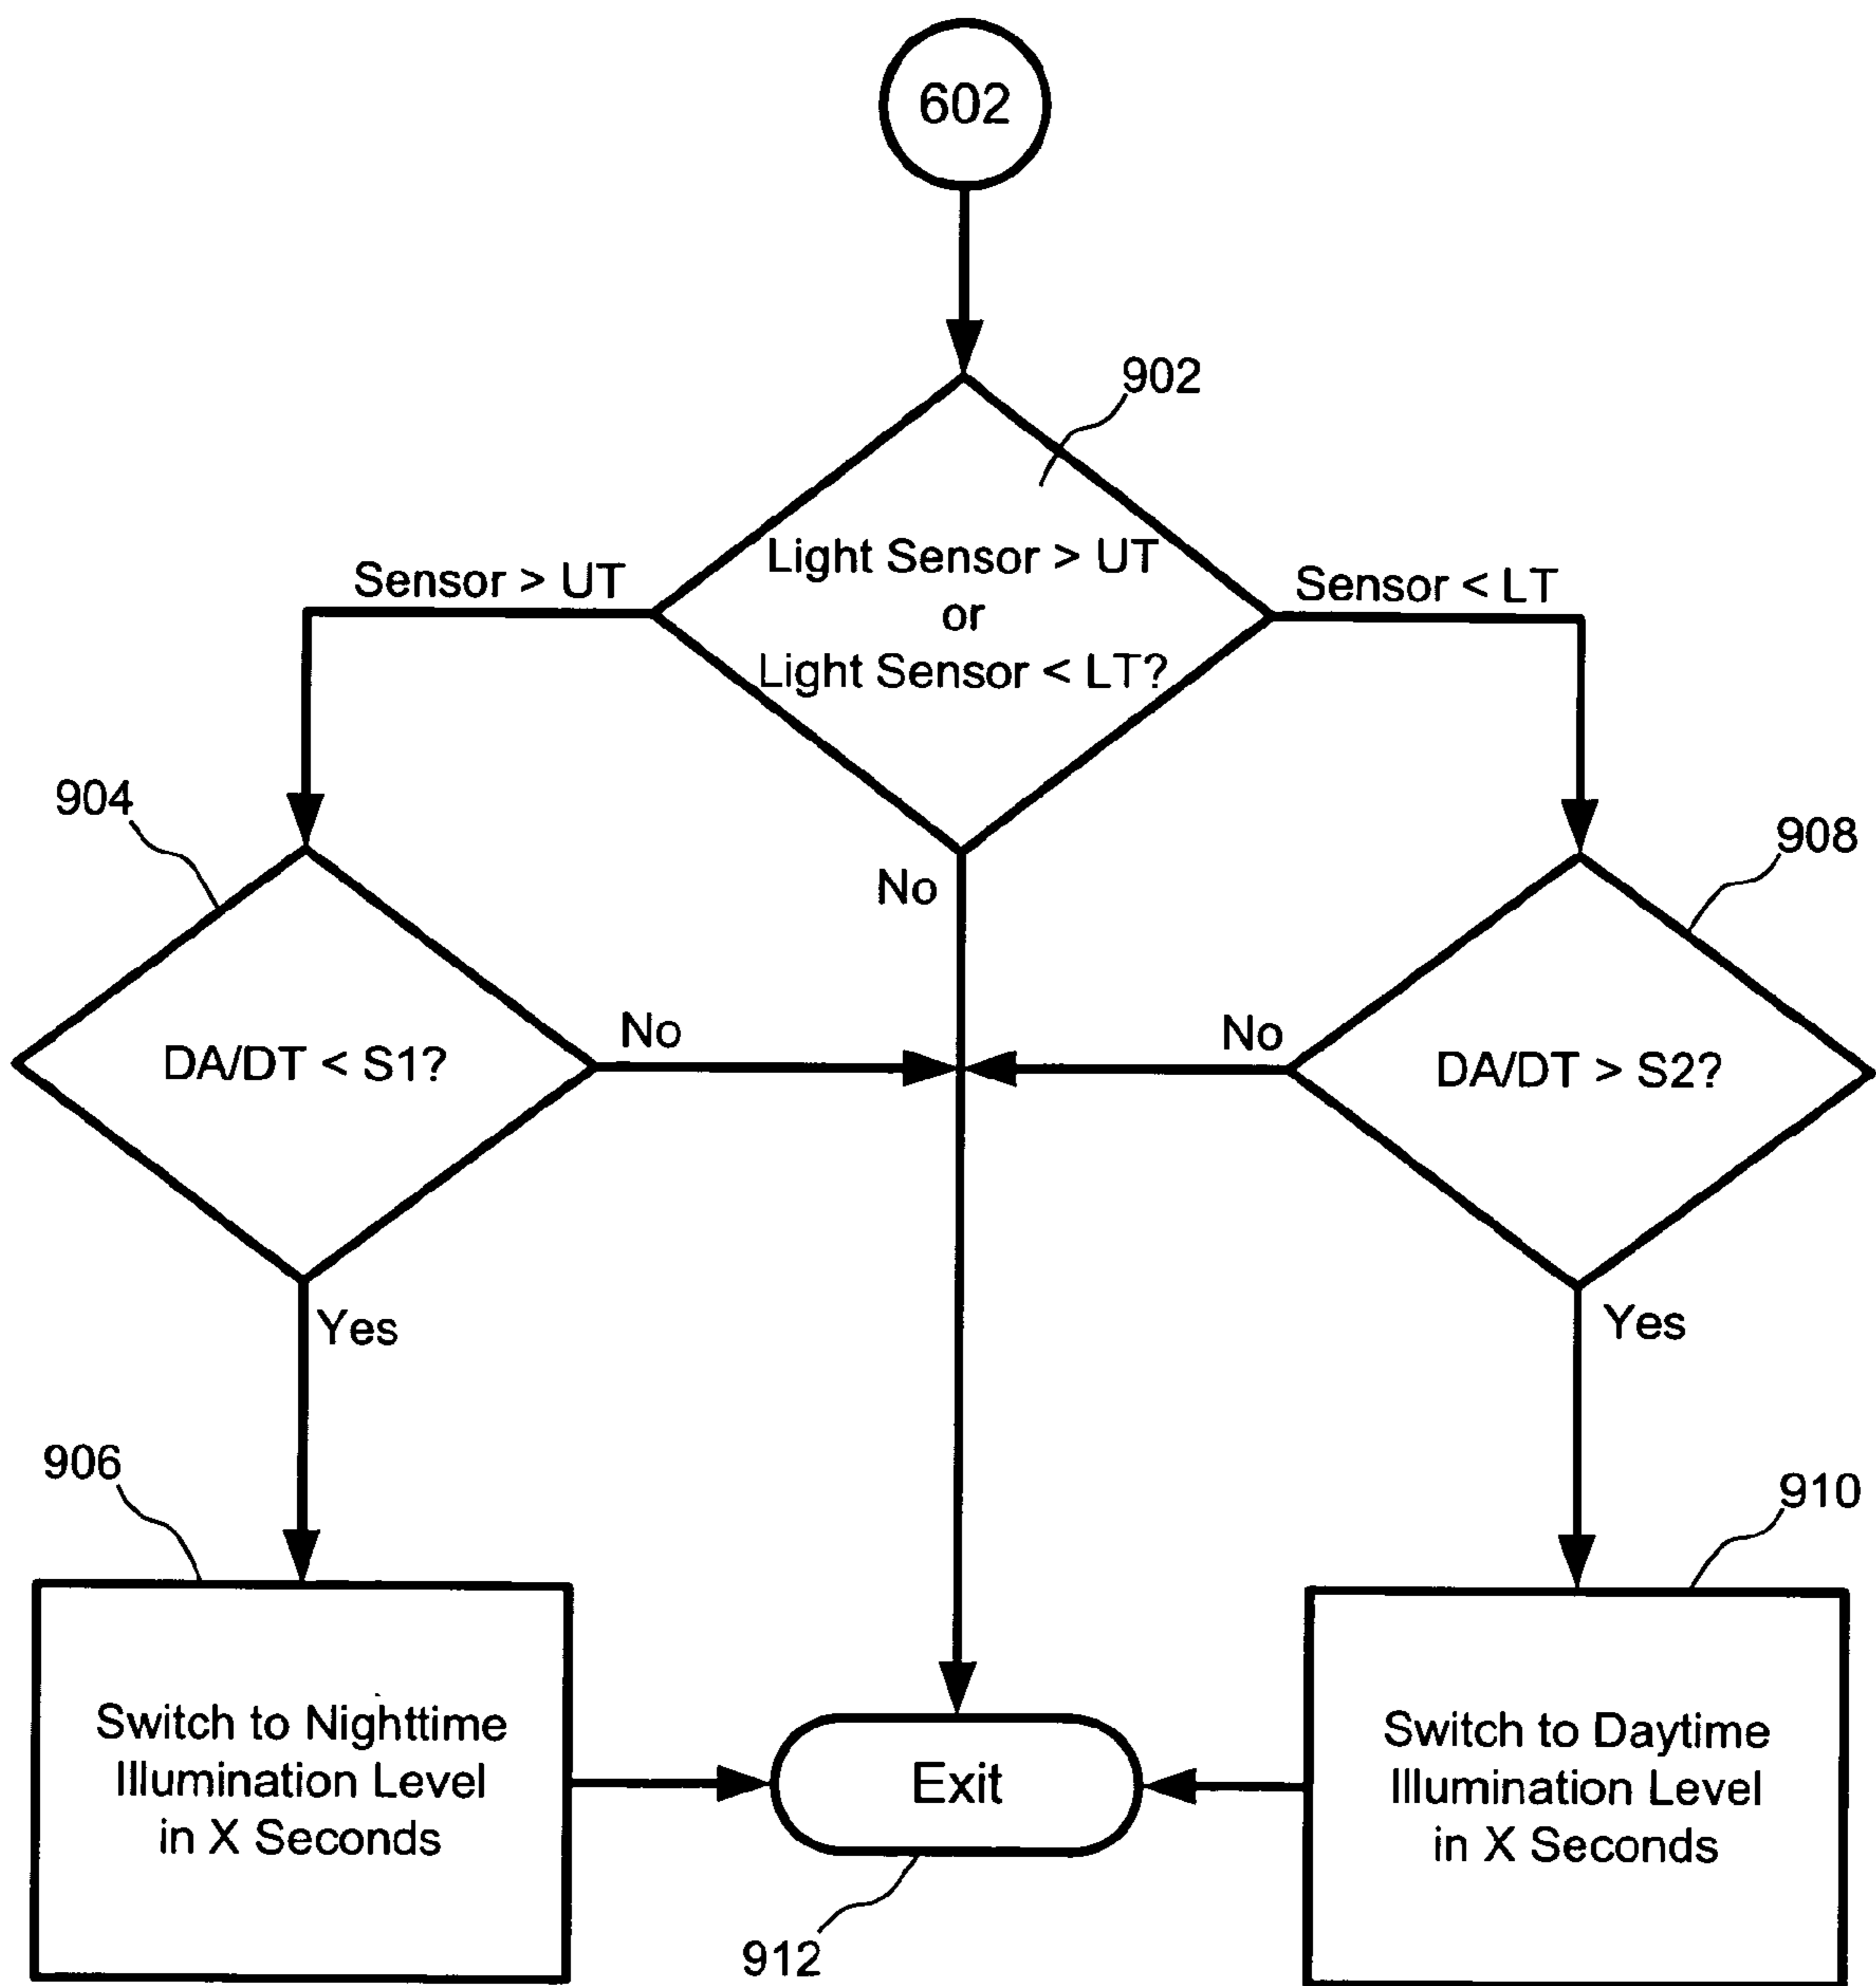 602
902
Light Sensor > UT
or
Light Sensor < LT?
Sensor > UT
Sensor < LT
904
908
No
DA/DT < S1?
No
No
DA/DT > S2?
Yes
Yes
906
910
Switch to Nighttime
Illumination Level
in X Seconds
Exit
Switch to Daytime
Illumination Level
in X Seconds
912